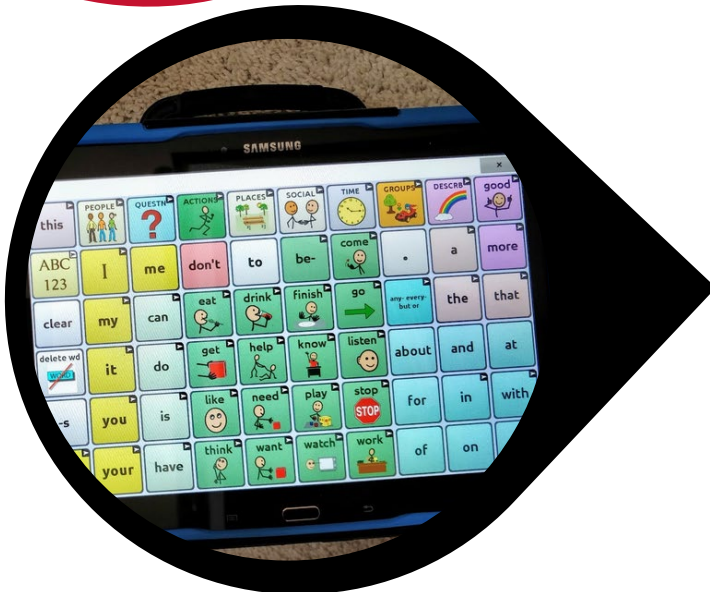 SAMSUNG
×
this PEOPLE QUESTN ACTIONS PLACES SOCIAL TIME GROUPS DESCRB good
ABC 123 I me don't to be- come . a more
clear my can eat drink finish go any- every- but or the that
delete wd WORD it do get help know listen about and at
-s you is like need play stop STOP for in with
your have think want watch work of on